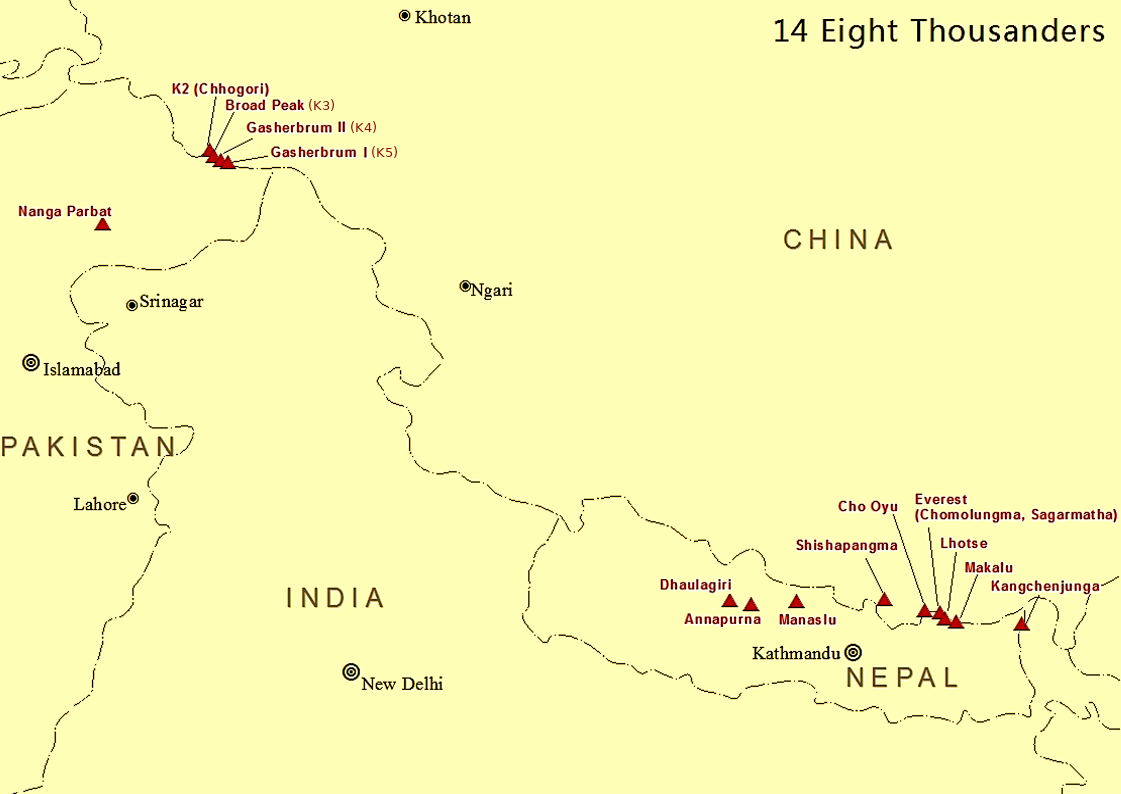 Khotan
14 Eight Thousanders
K2 (Chhogori)
Broad Peak (K3)
Gasherbrum II (K4)
Gasherbrum I (K5)
Nanga Parbat
CHINA
Ngari
Srinagar
Islamabad
PAKISTAN
Lahore
Everest
(Chomolungma, Sagarmatha)
Cho Oyu
Lhotse
Shishapangma
Makalu
Kangchenjunga
Dhaulagiri
INDIA
Annapurna
Manaslu
Kathmandu
NEPAL
New Delhi